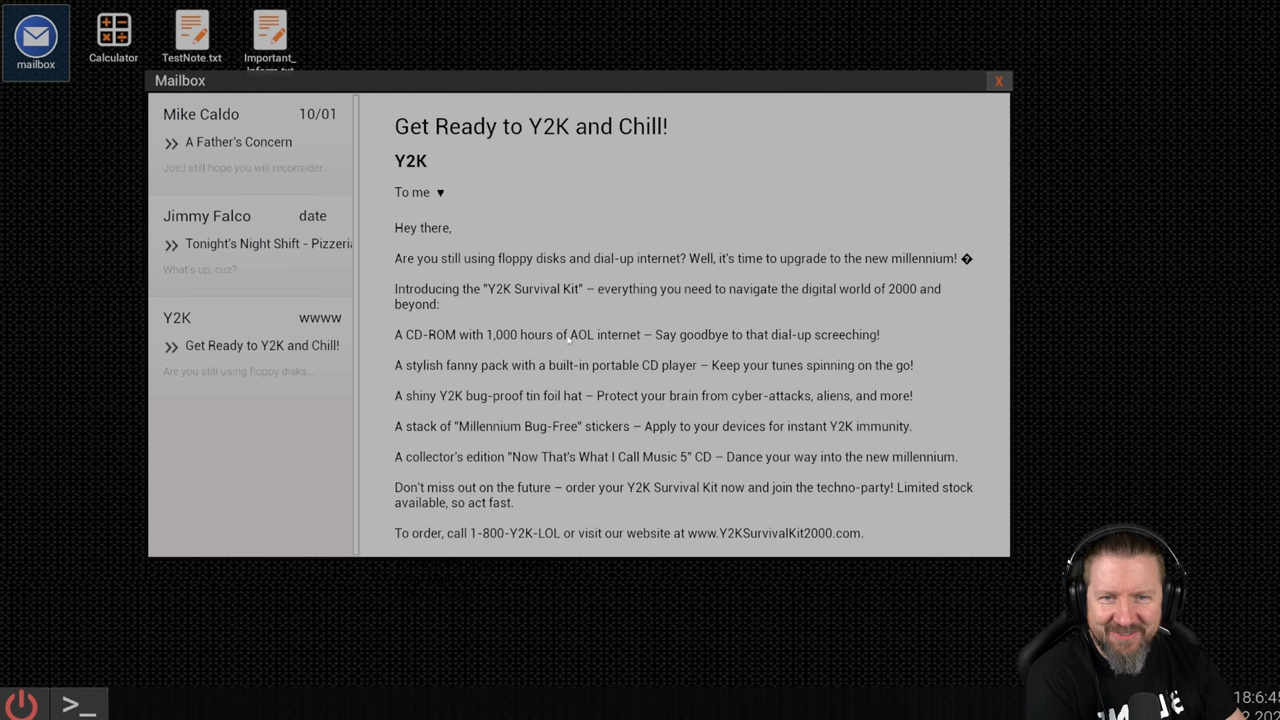 mailbox
Calculator
TestNote.txt
Important_
Inform.txt
Mailbox
X
Mike Caldo 10/01
A Father's Concern
Joe,I still hope you will reconsider...
Jimmy Falco date
Tonight's Night Shift - Pizzeria
What's up, cuz?
Y2K wwww
Get Ready to Y2K and Chill!
Are you still using floppy disks...
Get Ready to Y2K and Chill!
Y2K
To me ▼
Hey there,
Are you still using floppy disks and dial-up internet? Well, it's time to upgrade to the new millennium! �
Introducing the "Y2K Survival Kit" – everything you need to navigate the digital world of 2000 and
beyond:
A CD-ROM with 1,000 hours of AOL internet – Say goodbye to that dial-up screeching!
A stylish fanny pack with a built-in portable CD player – Keep your tunes spinning on the go!
A shiny Y2K bug-proof tin foil hat – Protect your brain from cyber-attacks, aliens, and more!
A stack of "Millennium Bug-Free" stickers – Apply to your devices for instant Y2K immunity.
A collector's edition "Now That's What I Call Music 5" CD – Dance your way into the new millennium.
Don't miss out on the future – order your Y2K Survival Kit now and join the techno-party! Limited stock
available, so act fast.
To order, call 1-800-Y2K-LOL or visit our website at www.Y2KSurvivalKit2000.com.
>_
18:6:45